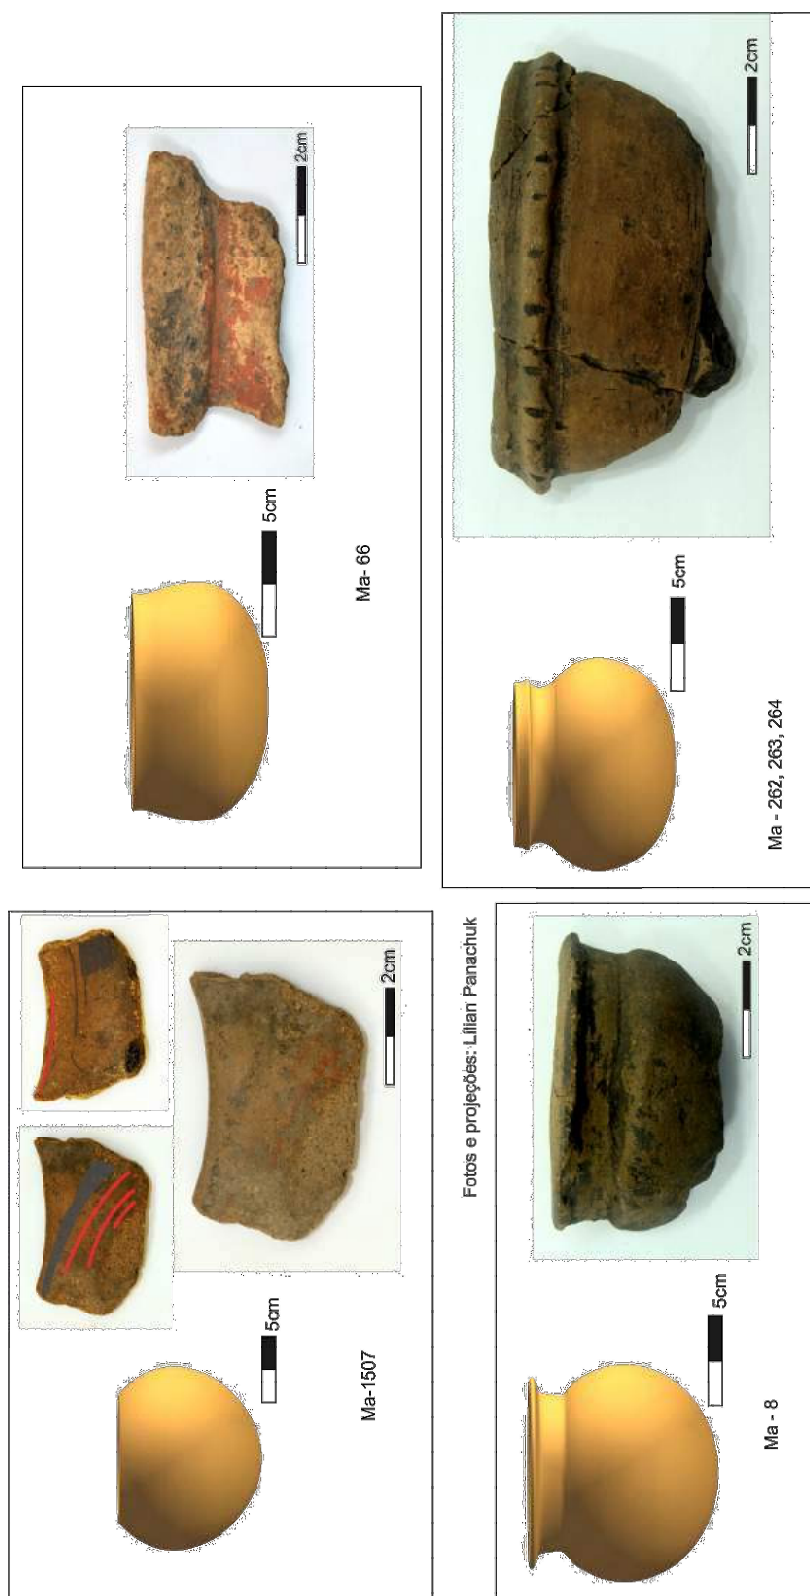 2cm
5cm
Ma-1507
2cm
5cm
Ma- 66
Fotos e projeções: Lílian Panachuk
2cm
5cm
Ma - 8
2cm
5cm
Ma - 262, 263, 264